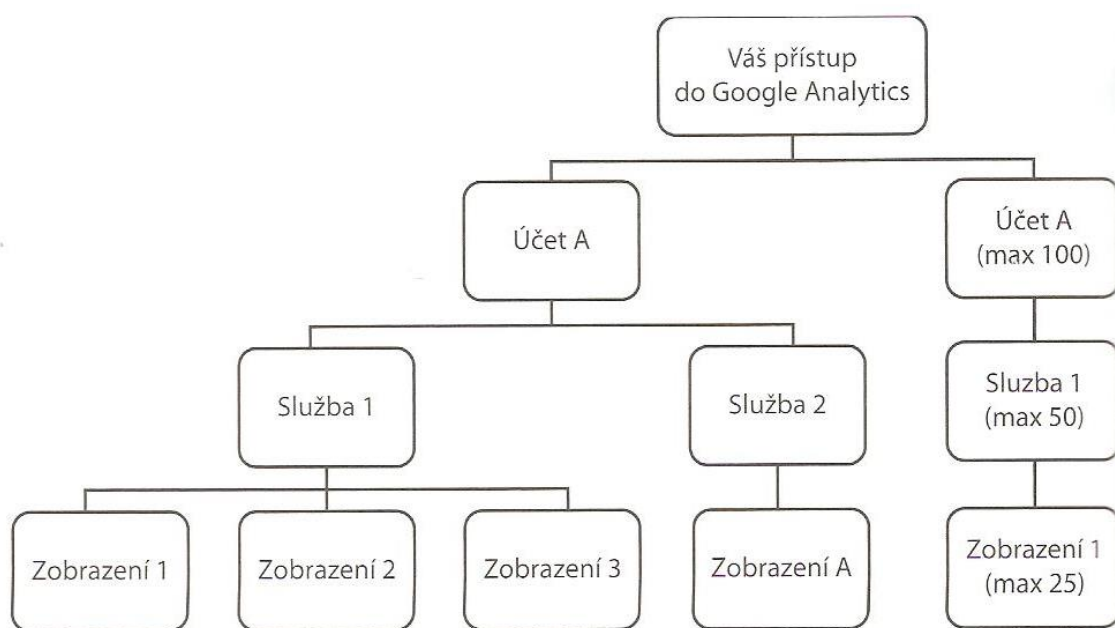 Váš přístup
do Google Analytics
Účet A
Účet A
(max 100)
Služba 1
Služba 2
Sluzba 1
(max 50)
Zobrazení 1
Zobrazení 2
Zobrazení 3
Zobrazení A
Zobrazení 1
(max 25)